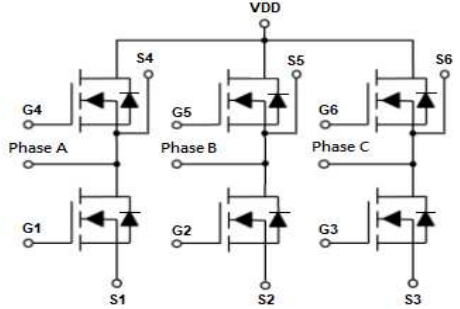 VDD
S4 S5 S6
G4 G5 G6
Phase A Phase B Phase C
G1 G2 G3
S1 S2 S3